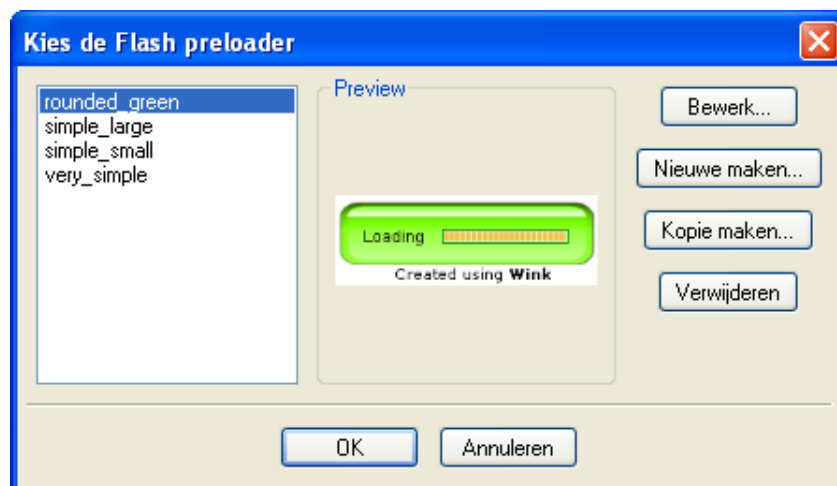 Kies de Flash preloader
rounded_green
simple_large
simple_small
very_simple
Preview
Loading
Created using Wink
Bewerk...
Nieuwe maken...
Kopie maken...
Verwijderen
OK
Annuleren